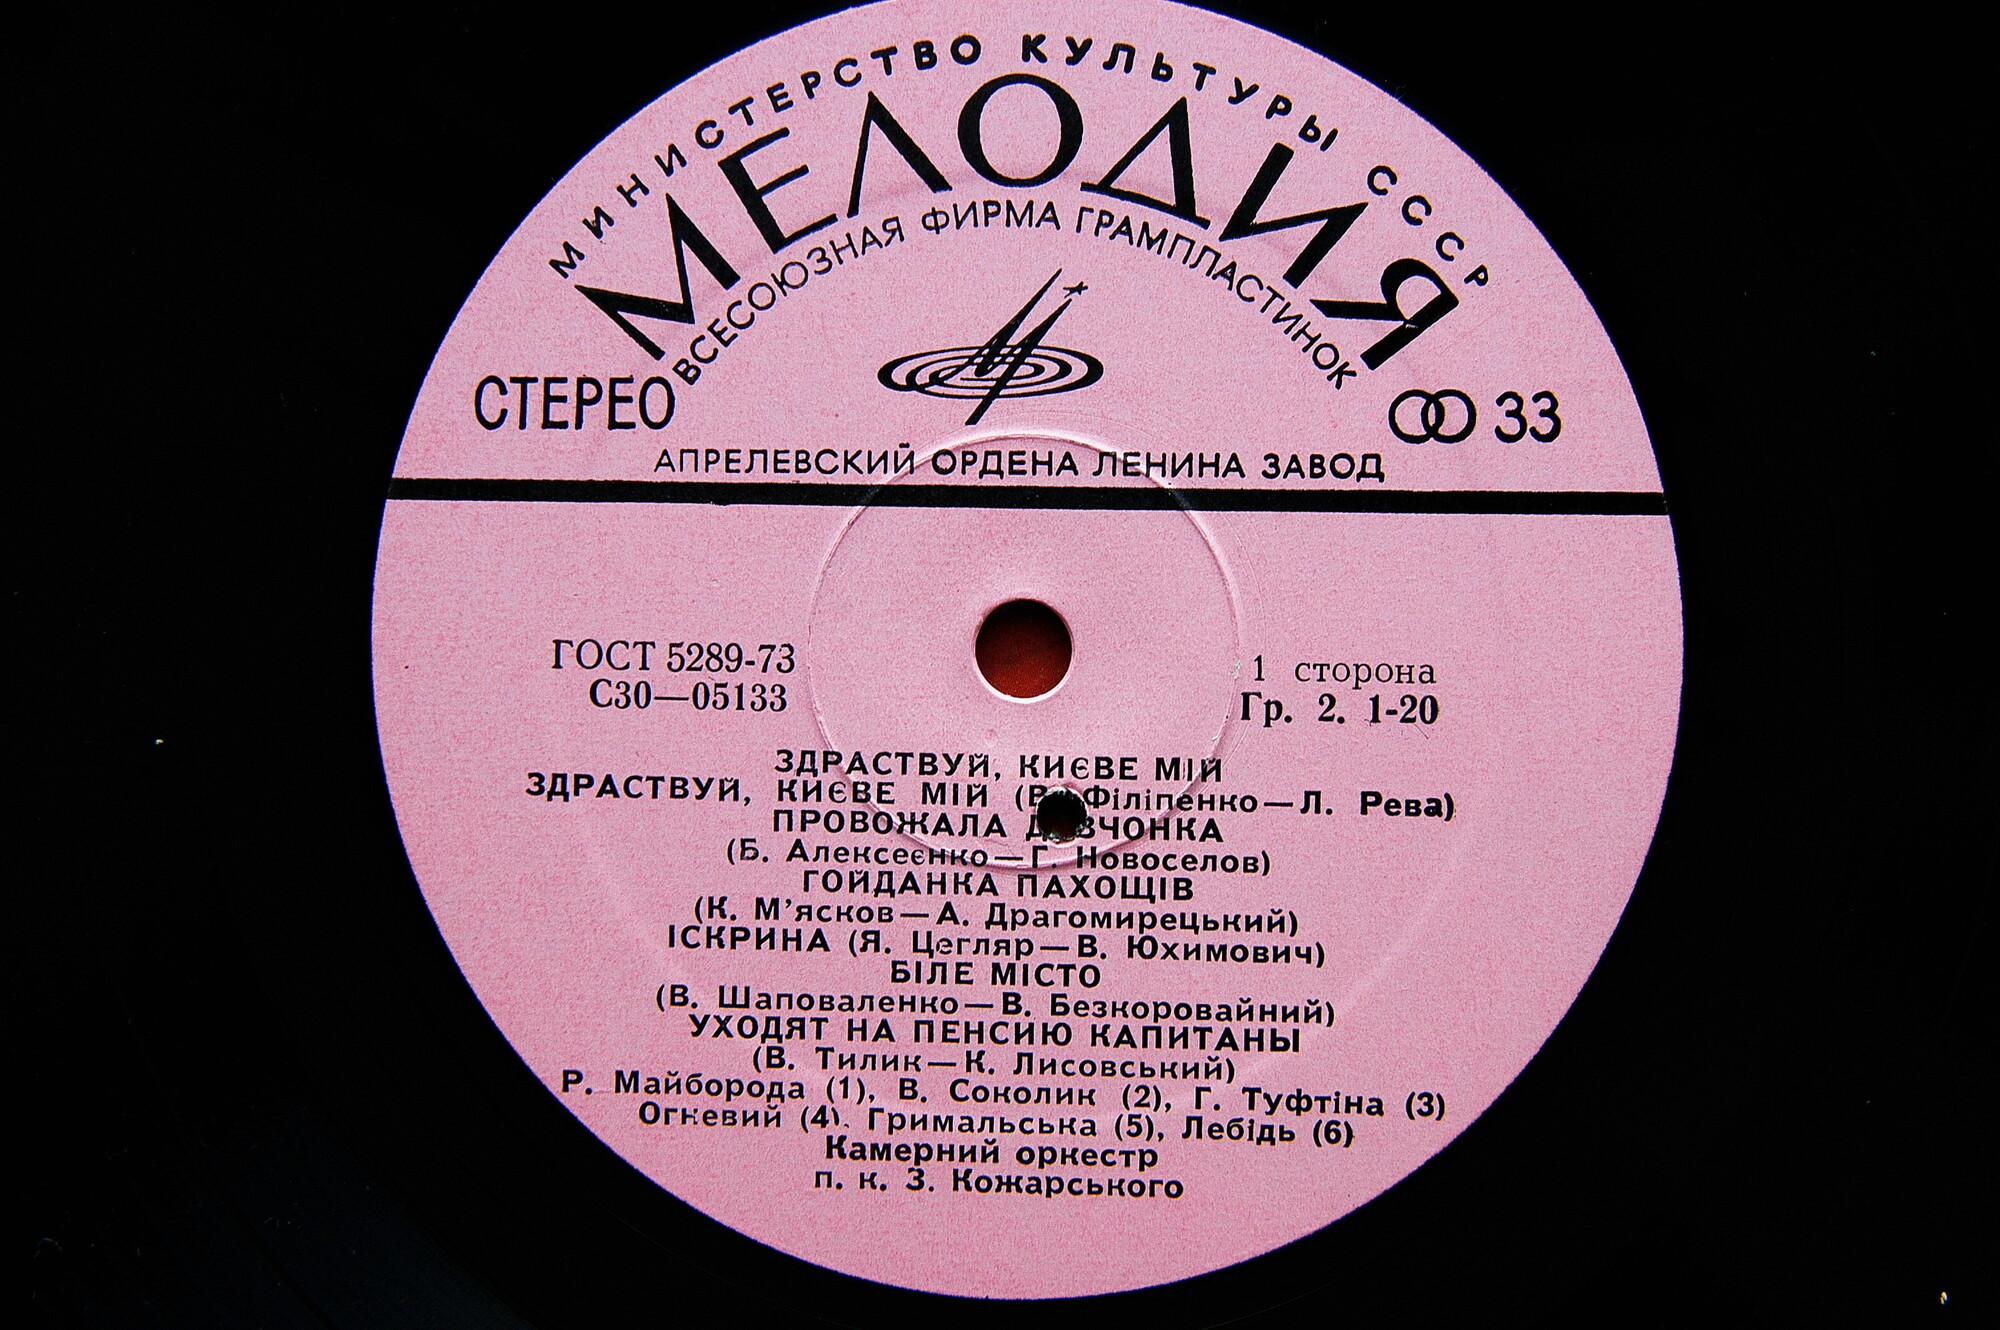 МИНИСТЕРСТВО КУЛЬТУРЫ СССР
МЕЛОДИЯ
ВСЕСОЮЗНАЯ ФИРМА ГРАМПЛАСТИНОК
СТЕРЕО
33
АПРЕЛЕВСКИЙ ОРДЕНА ЛЕНИНА ЗАВОД
ГОСТ 5289-73
С30—05133
1 сторона
Гр. 2. 1-20
ЗДРАСТВУЙ, КИЄВЕ МІЙ
ЗДРАСТВУЙ, КИЄВЕ МІЙ (В. Філіпенко—Л. Рева)
ПРОВОЖАЛА ДІВЧОНКА
(Б. Алексеєнко—Г. Новоселов)
ГОЙДАНКА ПАХОЩІВ
(К. М'ясков—А. Драгомирецький)
ІСКРИНА (Я. Цегляр—В. Юхимович)
БІЛЕ МІСТО
(В. Шаповаленко—В. Безкоровайний)
УХОДЯТ НА ПЕНСИЮ КАПИТАНЫ
(В. Тилик—К. Лисовський)
Р. Майборода (1), В. Соколик (2), Г. Туфтіна (3)
Огневий (4). Гримальська (5), Лебідь (6)
Камерний оркестр
п. к. З. Кожарського